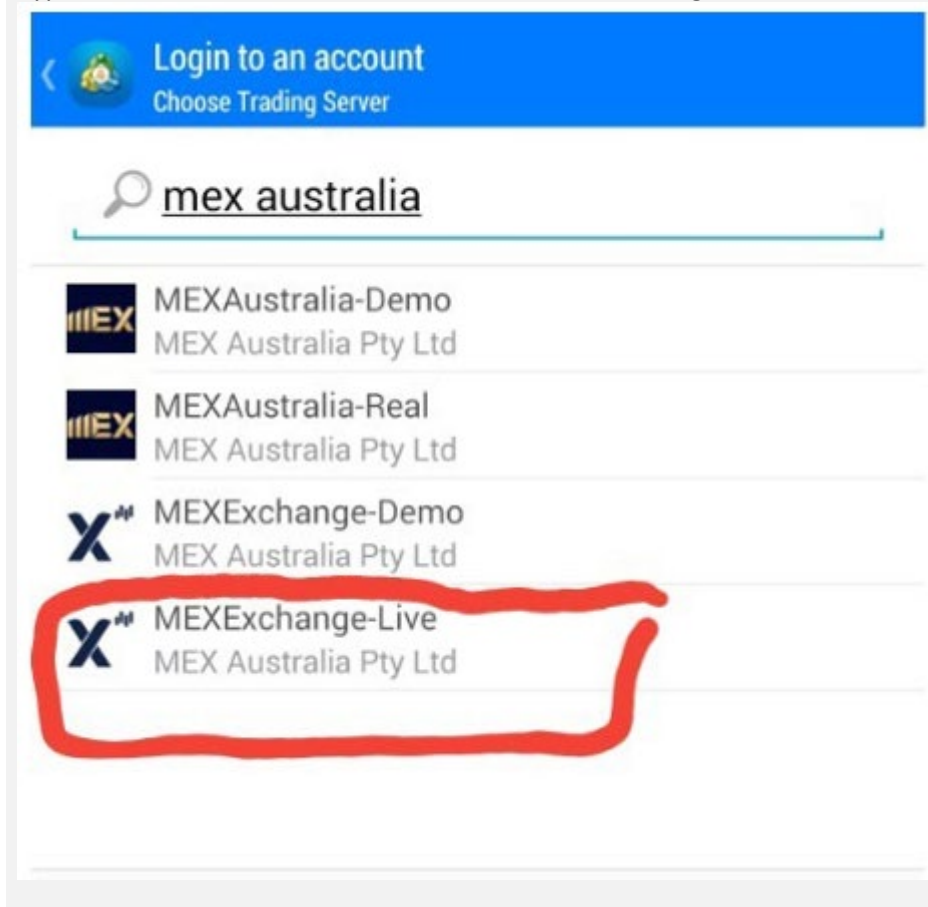 Login to an account
Choose Trading Server
mex australia
MEX
MEXAustralia-Demo
MEX Australia Pty Ltd
MEX
MEXAustralia-Real
MEX Australia Pty Ltd
X
MEXExchange-Demo
MEX Australia Pty Ltd
X
MEXExchange-Live
MEX Australia Pty Ltd